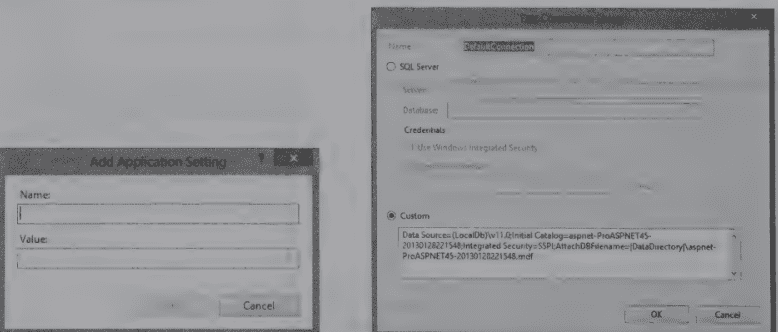 Add Application Setting ? ×
Name:
Value:
Cancel
×
Name DefaultConnection
SQL Server
Server:
Database:
Credentials
Use Windows Integrated Security
Custom
Data Source=(LocalDb)\v11.0;Initial Catalog=aspnet-ProASPNET45-
20130128221548;Integrated Security=SSPI;AttachDBFilename=|DataDirectory|\aspnet-
ProASPNET45-20130128221548.mdf
OK Cancel